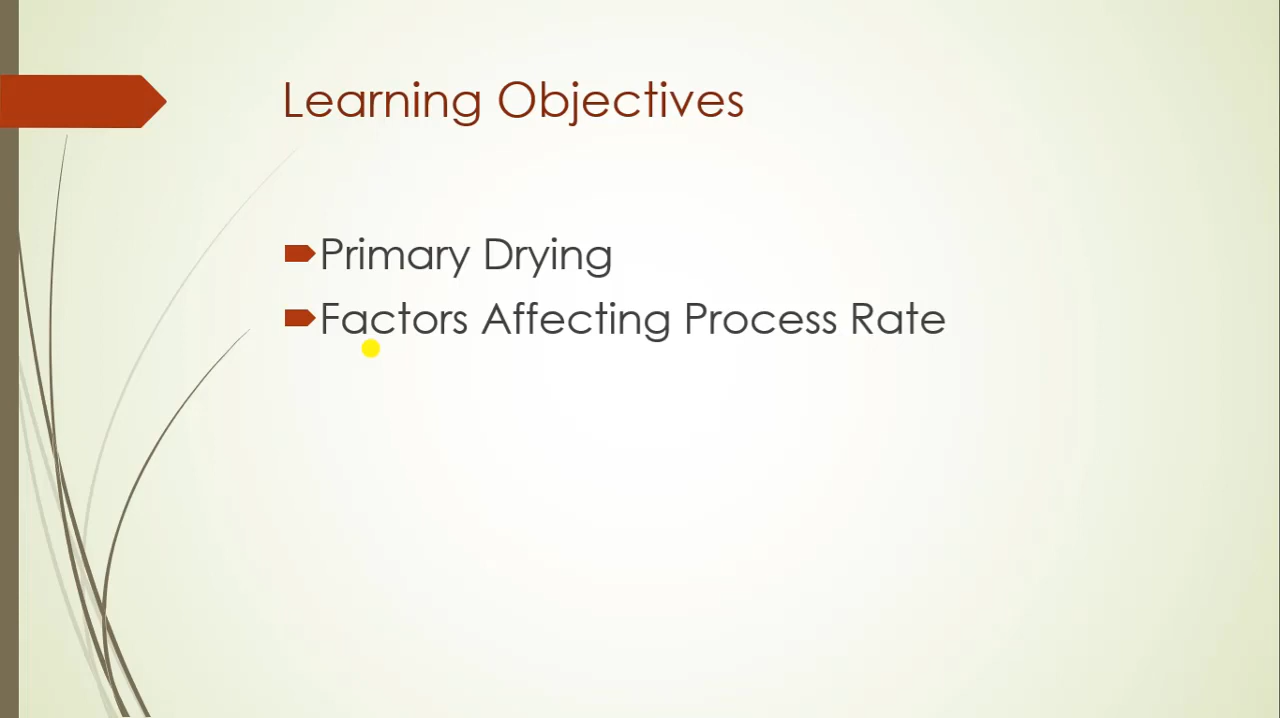 Learning Objectives
Primary Drying
Factors Affecting Process Rate